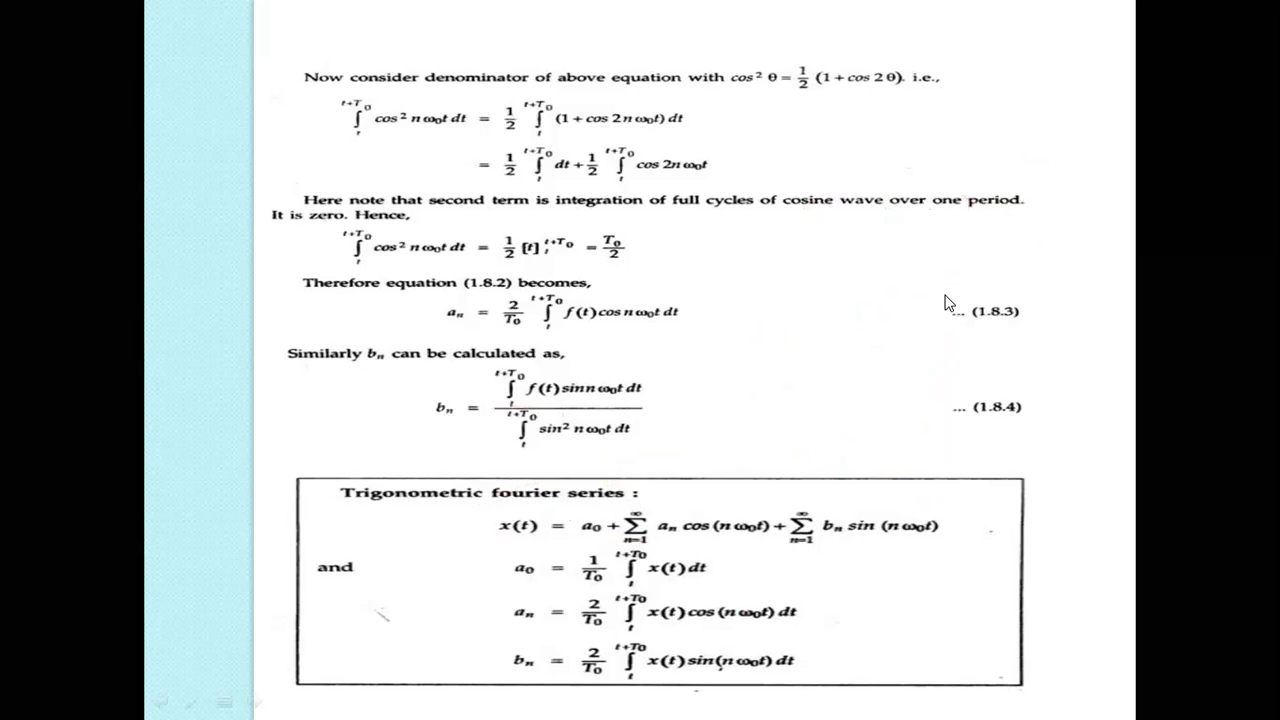 Now consider denominator of above equation with cos² θ = 1/2 (1 + cos 2θ). i.e.,
∫_t^{t+T₀} cos² nω₀t dt = 1/2 ∫_t^{t+T₀} (1 + cos 2nω₀t) dt
= 1/2 ∫_t^{t+T₀} dt + 1/2 ∫_t^{t+T₀} cos 2nω₀t
Here note that second term is integration of full cycles of cosine wave over one period.
It is zero. Hence,
∫_t^{t+T₀} cos² nω₀t dt = 1/2 [t]_t^{t+T₀} = T₀/2
Therefore equation (1.8.2) becomes,
aₙ = 2/T₀ ∫_t^{t+T₀} f(t) cos nω₀t dt ... (1.8.3)
Similarly bₙ can be calculated as,
bₙ = ∫_t^{t+T₀} f(t) sinnω₀t dt / ∫_t^{t+T₀} sin² nω₀t dt ... (1.8.4)
Trigonometric fourier series :
x(t) = a₀ + ∑_{n=1}^{∞} aₙ cos (nω₀t) + ∑_{n=1}^{∞} bₙ sin (nω₀t)
and a₀ = 1/T₀ ∫_t^{t+T₀} x(t) dt
aₙ = 2/T₀ ∫_t^{t+T₀} x(t) cos (nω₀t) dt
bₙ = 2/T₀ ∫_t^{t+T₀} x(t) sin(nω₀t) dt